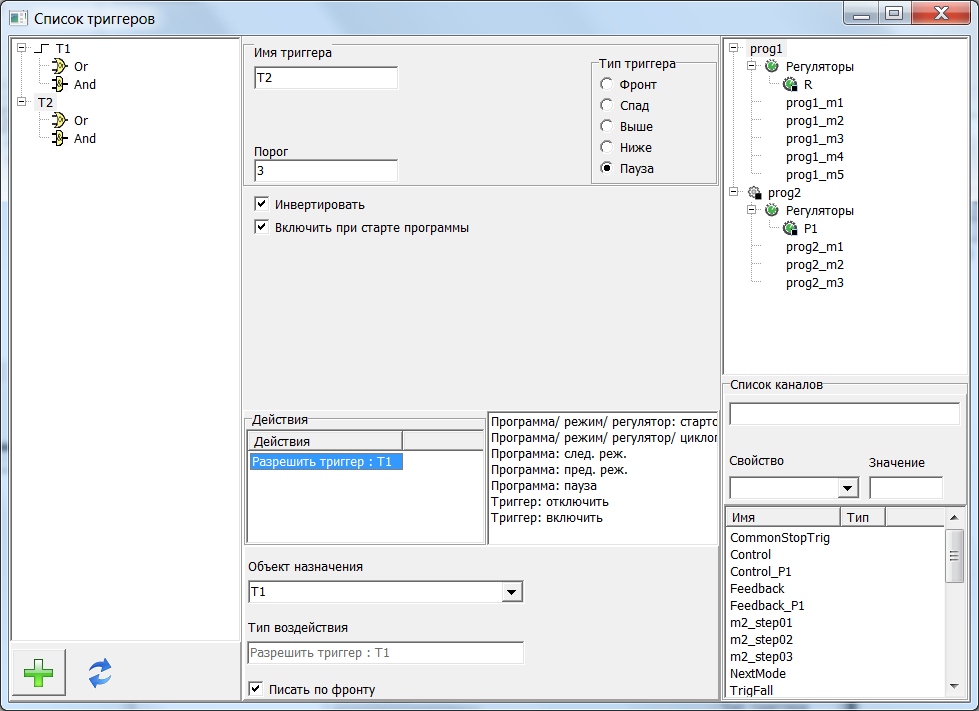 Список триггеров
T1
Or
And
T2
Or
And
Имя триггера
T2
Порог
3
Тип триггера
Фронт
Спад
Выше
Ниже
Пауза
Инвертировать
Включить при старте программы
Действия
Действия
Разрешить триггер : T1
Программа/ режим/ регулятор: старто
Программа/ режим/ регулятор/ циклог
Программа: след. реж.
Программа: пред. реж.
Программа: пауза
Триггер: отключить
Триггер: включить
Объект назначения
T1
Тип воздействия
Разрешить триггер : T1
Писать по фронту
prog1
Регуляторы
R
prog1_m1
prog1_m2
prog1_m3
prog1_m4
prog1_m5
prog2
Регуляторы
P1
prog2_m1
prog2_m2
prog2_m3
Список каналов
Свойство
Значение
Имя Тип
CommonStopTrig
Control
Control_P1
Feedback
Feedback_P1
m2_step01
m2_step02
m2_step03
NextMode
TrigFall